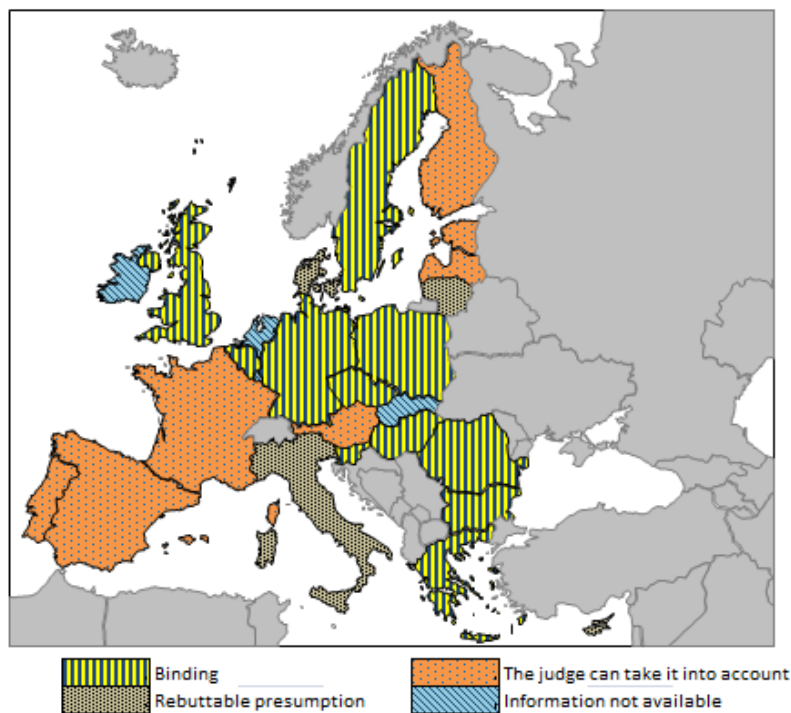 Binding
The judge can take it into account
Rebuttable presumption
Information not available